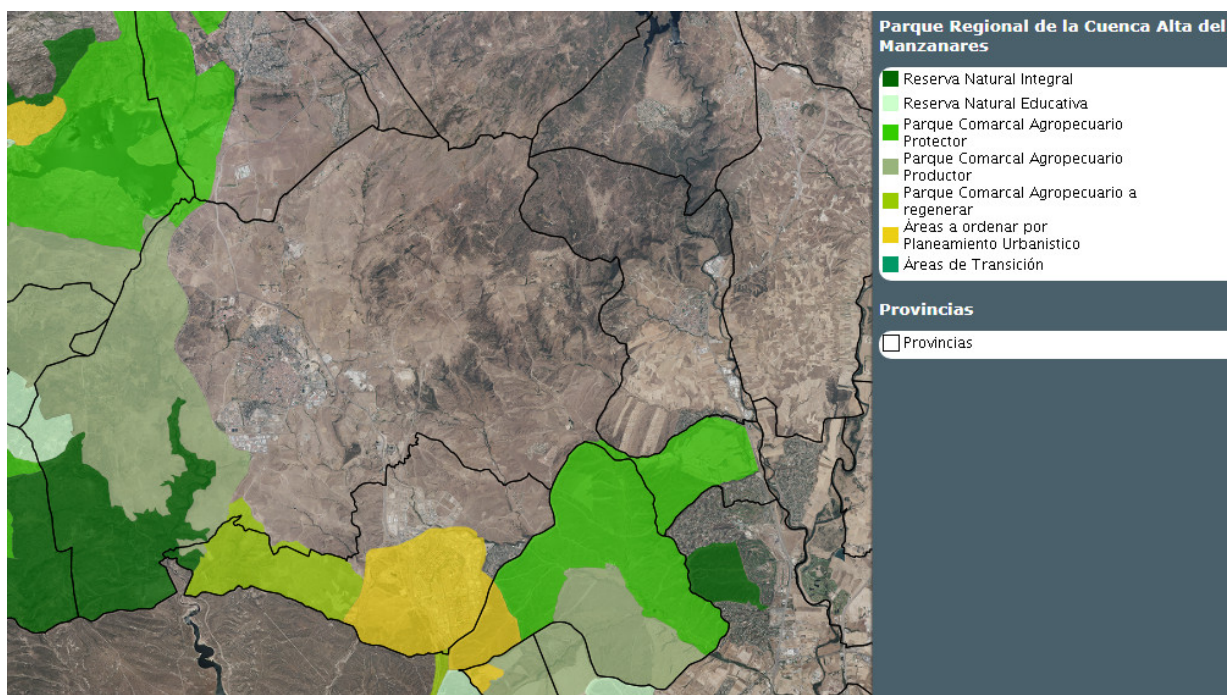 Parque Regional de la Cuenca Alta del
Manzanares
Reserva Natural Integral
Reserva Natural Educativa
Parque Comarcal Agropecuario
Protector
Parque Comarcal Agropecuario
Productor
Parque Comarcal Agropecuario a
regenerar
Áreas a ordenar por
Planeamiento Urbanistico
Áreas de Transición
Provincias
Provincias